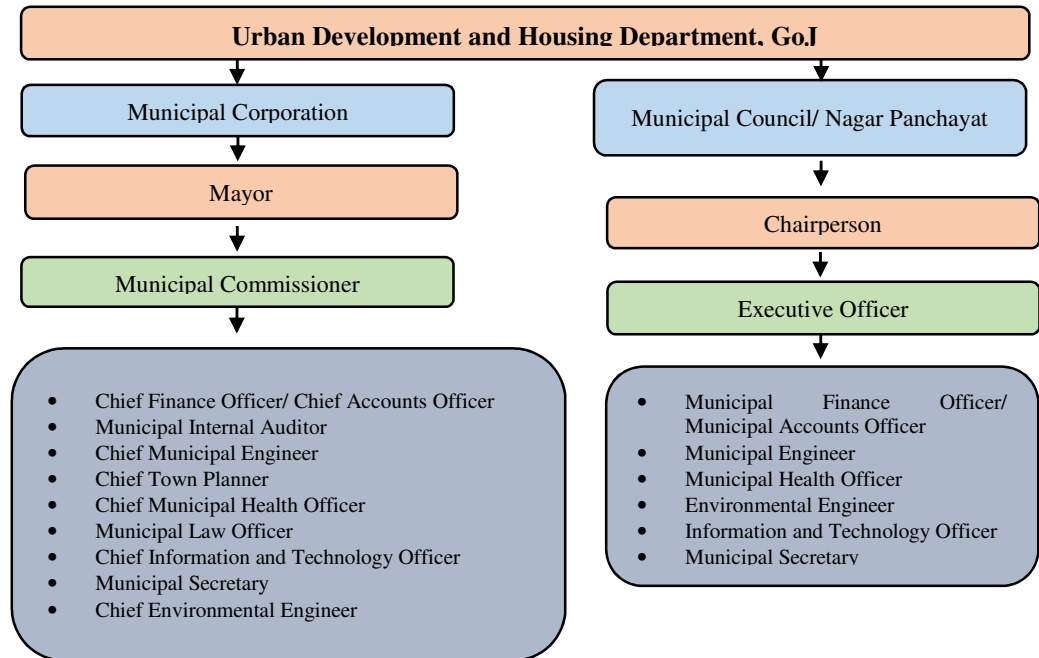 Urban Development and Housing Department, GoJ
Municipal Corporation
Mayor
Municipal Commissioner
• Chief Finance Officer/ Chief Accounts Officer
• Municipal Internal Auditor
• Chief Municipal Engineer
• Chief Town Planner
• Chief Municipal Health Officer
• Municipal Law Officer
• Chief Information and Technology Officer
• Municipal Secretary
• Chief Environmental Engineer
Municipal Council/ Nagar Panchayat
Chairperson
Executive Officer
• Municipal Finance Officer/
Municipal Accounts Officer
• Municipal Engineer
• Municipal Health Officer
• Environmental Engineer
• Information and Technology Officer
• Municipal Secretary